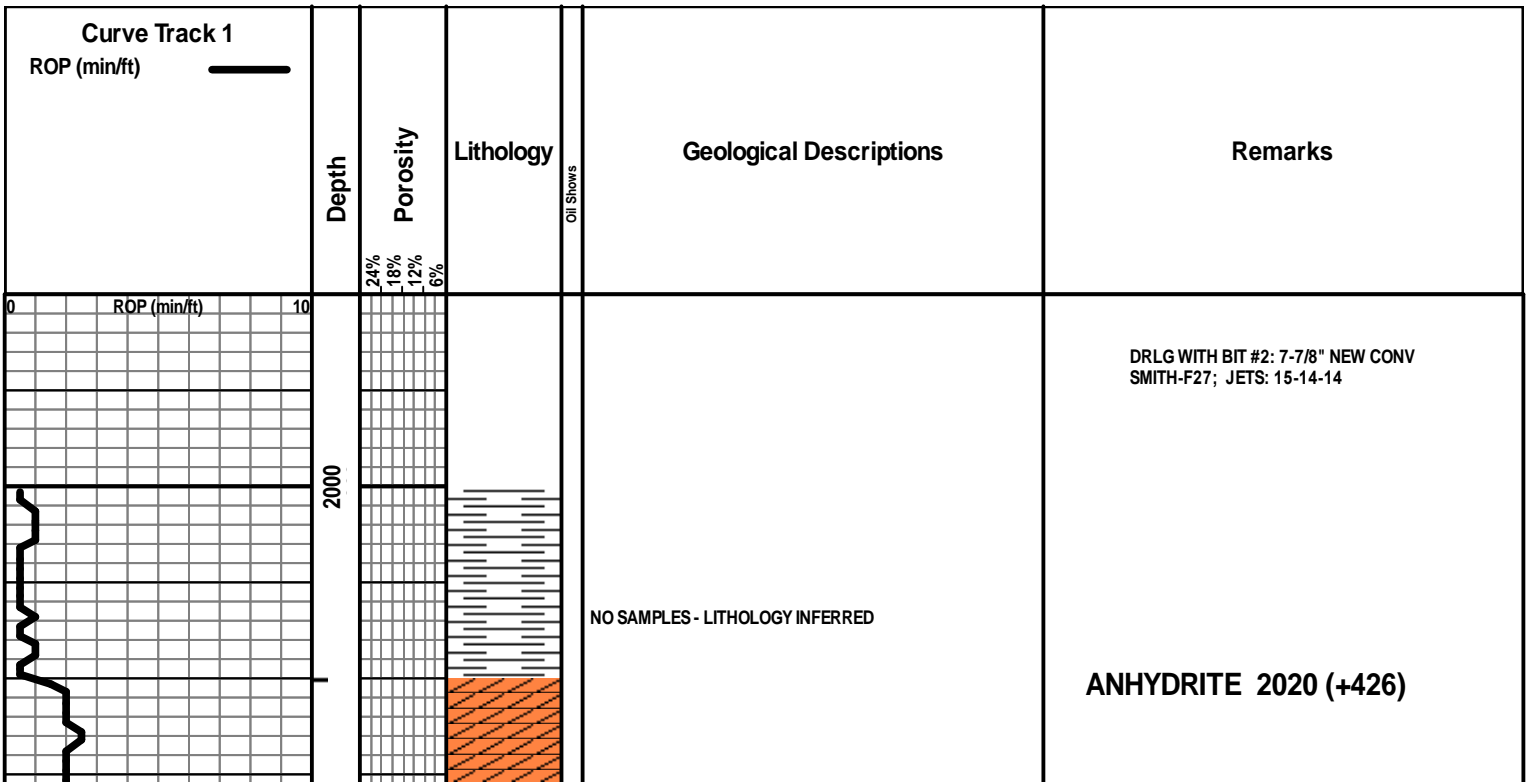 Curve Track 1
ROP (min/ft)
Depth
Porosity
24%
18%
12%
6%
Lithology
Oil Shows
Geological Descriptions
Remarks
0 ROP (min/ft) 10
DRLG WITH BIT #2: 7-7/8" NEW CONV
SMITH-F27; JETS: 15-14-14
2000
NO SAMPLES - LITHOLOGY INFERRED
ANHYDRITE 2020 (+426)